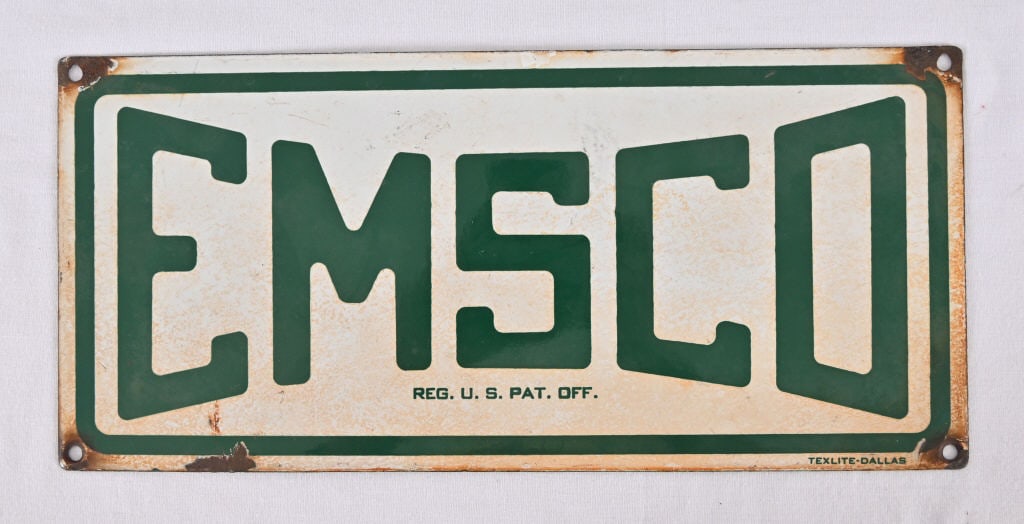 EMSCO
REG. U. S. PAT. OFF.
TEXLITE-DALLAS